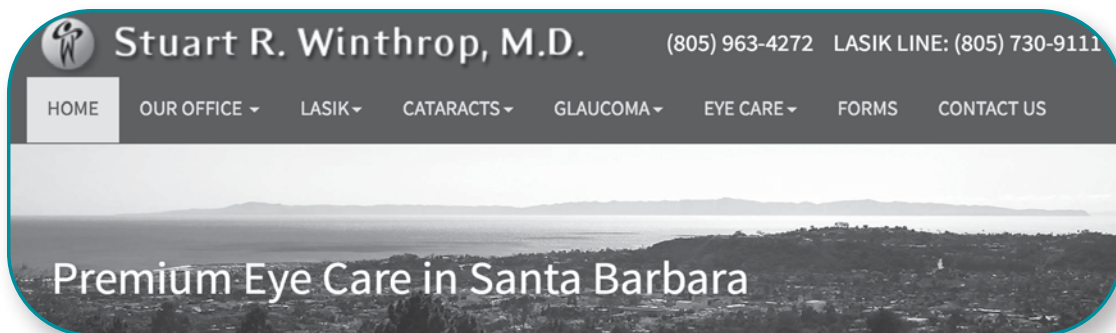 Stuart R. Winthrop, M.D.
(805) 963-4272 LASIK LINE: (805) 730-9111
HOME OUR OFFICE LASIK CATARACTS GLAUCOMA EYE CARE FORMS CONTACT US
Premium Eye Care in Santa Barbara